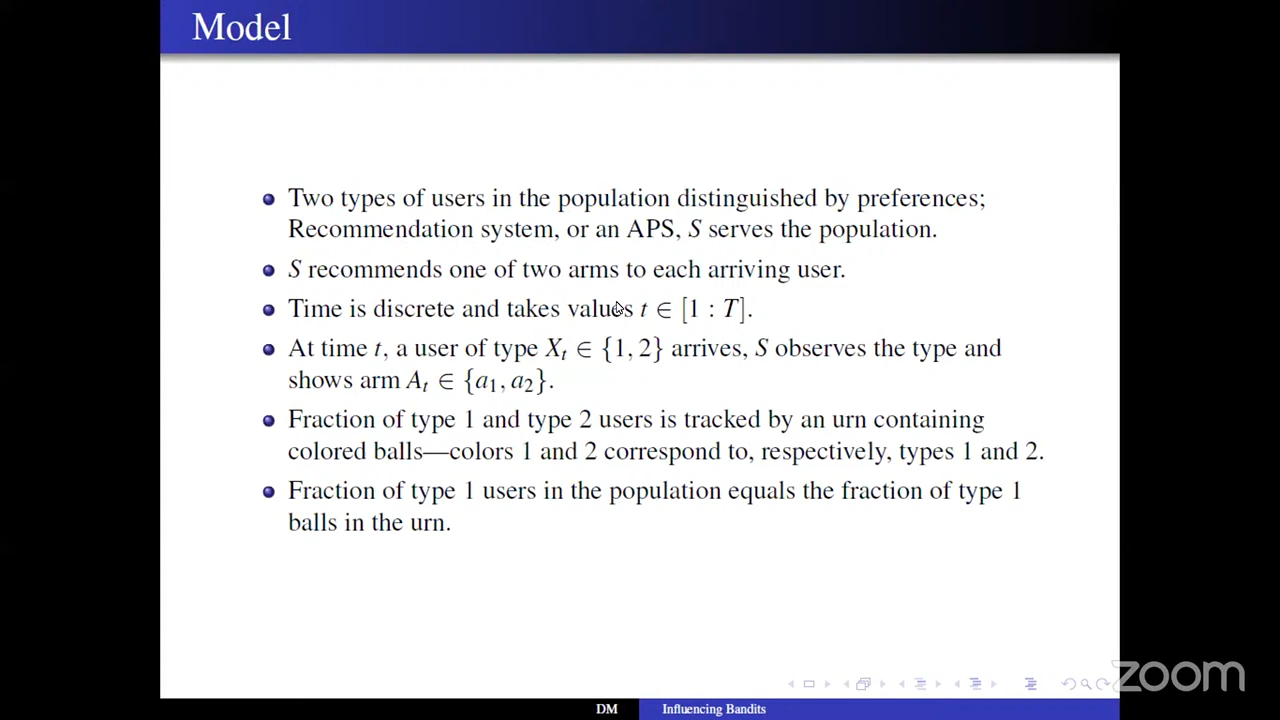 Model
Two types of users in the population distinguished by preferences;
Recommendation system, or an APS, S serves the population.
S recommends one of two arms to each arriving user.
Time is discrete and takes values t ∈ [1 : T].
At time t, a user of type Xₜ ∈ {1, 2} arrives, S observes the type and
shows arm Aₜ ∈ {a₁, a₂}.
Fraction of type 1 and type 2 users is tracked by an urn containing
colored balls—colors 1 and 2 correspond to, respectively, types 1 and 2.
Fraction of type 1 users in the population equals the fraction of type 1
balls in the urn.
zoom
DM Influencing Bandits